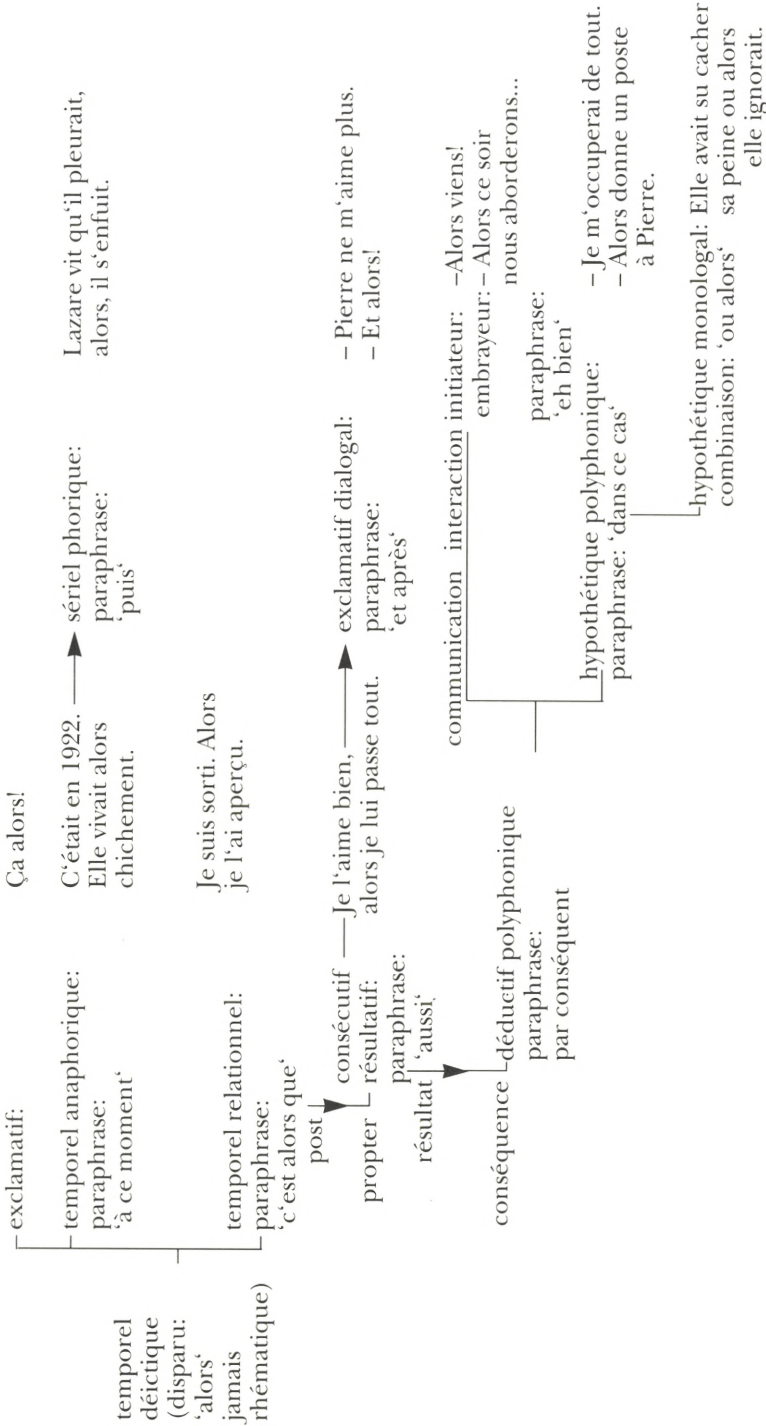 temporel
déictique
(disparu:
‘alors‘
jamais
rhématique)
exclamatif:
Ça alors!
temporel anaphorique:
paraphrase:
‘à ce moment‘
C‘était en 1922.
Elle vivait alors
chichement.
sériel phorique:
paraphrase:
‘puis‘
Lazare vit qu‘il pleurait,
alors, il s‘enfuit.
temporel relationnel:
paraphrase:
‘c‘est alors que‘
Je suis sorti. Alors
je l‘ai aperçu.
post
propter
consécutif
résultatif:
paraphrase:
‘aussi‘
Je l‘aime bien,
alors je lui passe tout.
exclamatif dialogal:
paraphrase:
‘et après‘
– Pierre ne m‘aime plus.
– Et alors!
résultat
conséquence
déductif polyphonique
paraphrase:
par conséquent
communication interaction initiateur: –Alors viens!
embrayeur: – Alors ce soir
nous aborderons...
paraphrase:
‘eh bien‘
hypothétique polyphonique:
paraphrase: ‘dans ce cas‘
– Je m‘occuperai de tout.
– Alors donne un poste
à Pierre.
hypothétique monologal: Elle avait su cacher
combinaison: ‘ou alors‘ sa peine ou alors
elle ignorait.